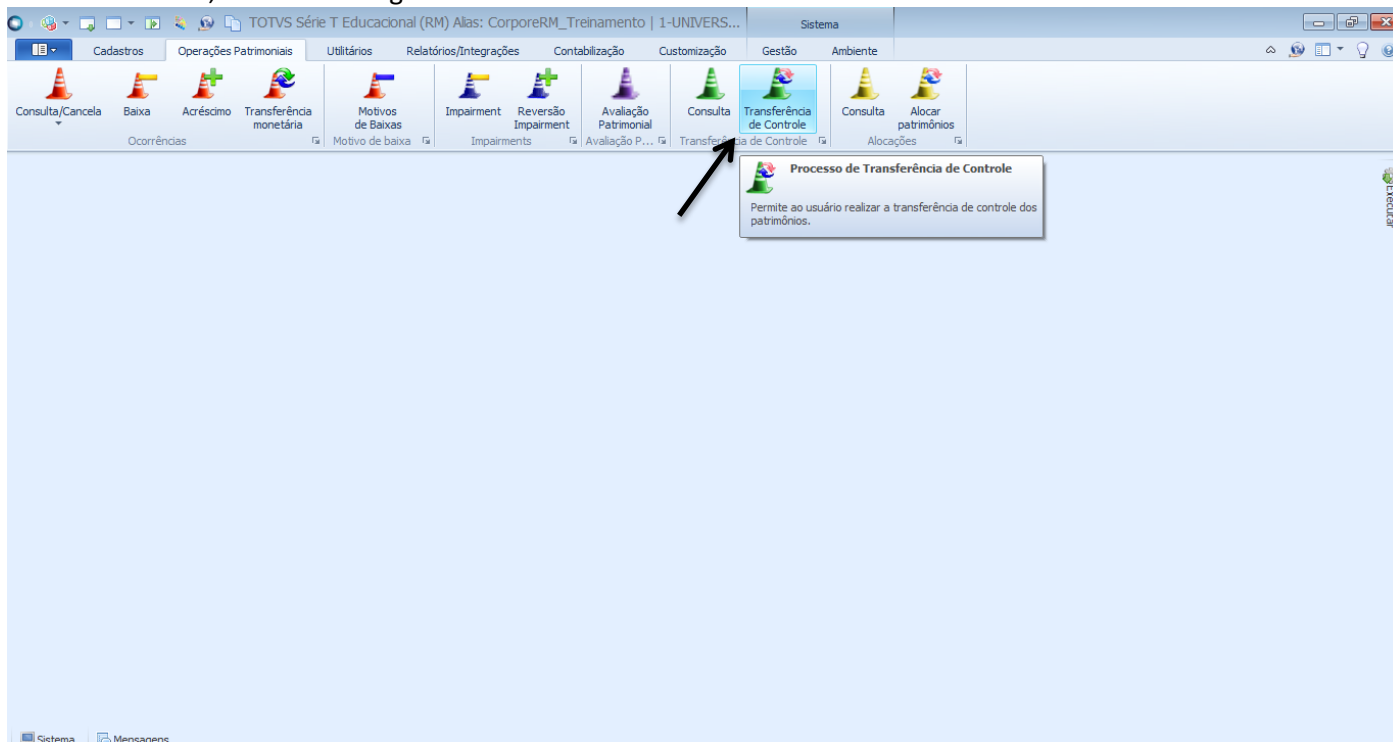 TOTVS Série T Educacional (RM) Alias: CorporeRM_Treinamento | 1-UNIVERS...
Sistema
Cadastros Operações Patrimoniais Utilitários Relatórios/Integrações Contabilização Customização Gestão Ambiente
Consulta/Cancela Baixa Acréscimo Transferência monetária Motivos de Baixas Impairment Reversão Impairment Avaliação Patrimonial Consulta Transferência de Controle Consulta Alocar patrimônios
Ocorrências Motivo de baixa Impairments Avaliação P... Transferência de Controle Alocações
Processo de Transferência de Controle
Permite ao usuário realizar a transferência de controle dos
patrimônios.
Executar
Sistema Mensagens